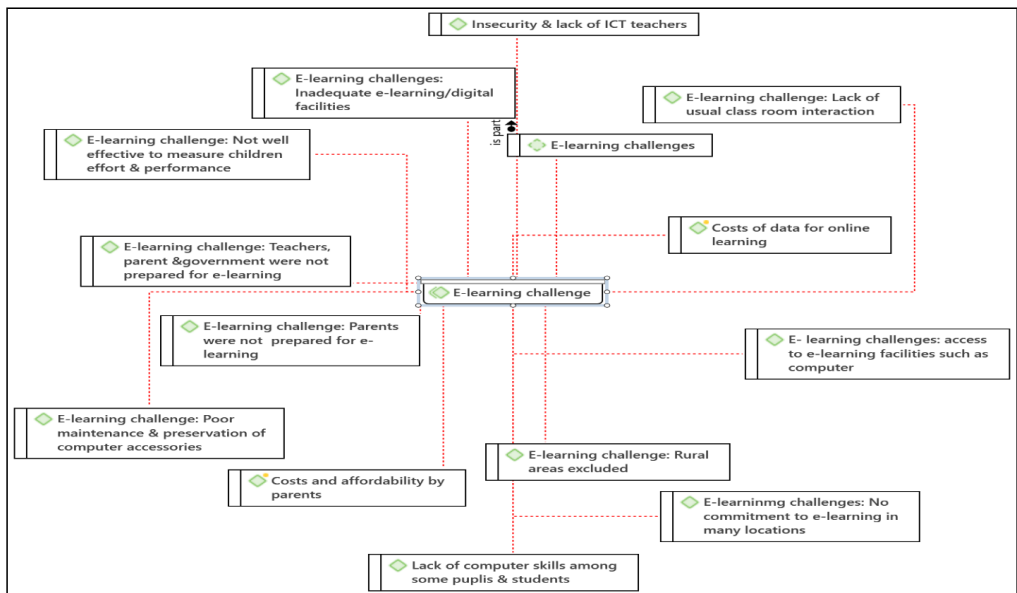 Insecurity & lack of ICT teachers
E-learning challenges:
Inadequate e-learning/digital
facilities
E-learning challenge: Lack of
usual class room interaction
is part
E-learning challenges
E-learning challenge: Not well
effective to measure children
effort & performance
Costs of data for online
learning
E-learning challenge: Teachers,
parent &government were not
prepared for e-learning
E-learning challenge
E-learning challenge: Parents
were not prepared for e-
learning
E- learning challenges: access
to e-learning facilities such as
computer
E-learning challenge: Poor
maintenance & preservation of
computer accessories
E-learning challenge: Rural
areas excluded
Costs and affordability by
parents
E-learninmg challenges: No
commitment to e-learning in
many locations
Lack of computer skills among
some puplis & students